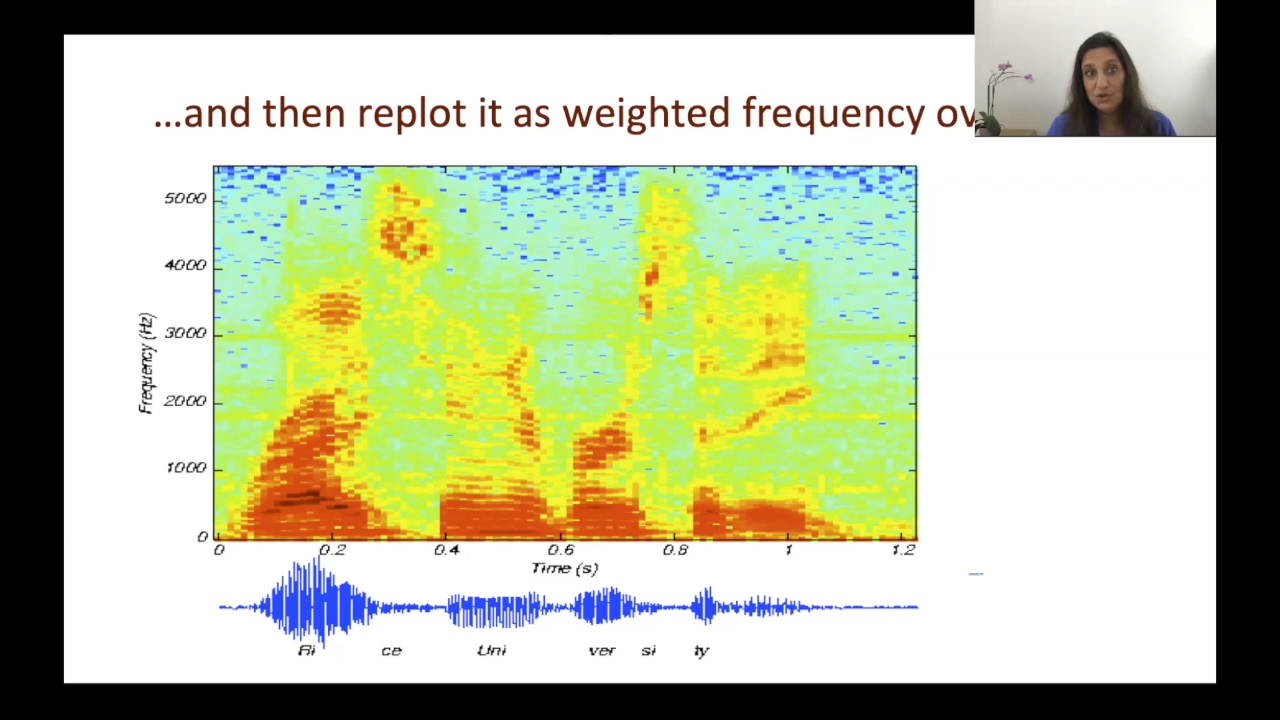 …and then replot it as weighted frequency ov
5000
4000
3000
2000
1000
0
Frequency (Hz)
0 0.2 0.4 0.6 0.8 1 1.2
Time (s)
Ri ce Uni ver si ty